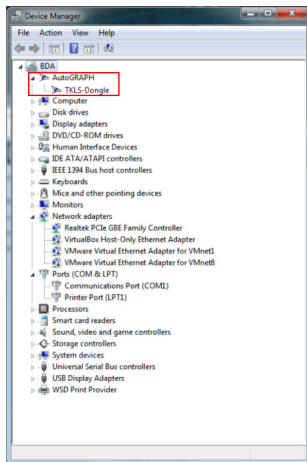 Device Manager
File Action View Help
BDA
AutoGRAPH
TKLS-Dongle
Computer
Disk drives
Display adapters
DVD/CD-ROM drives
Human Interface Devices
IDE ATA/ATAPI controllers
IEEE 1394 Bus host controllers
Keyboards
Mice and other pointing devices
Monitors
Network adapters
Realtek PCIe GBE Family Controller
VirtualBox Host-Only Ethernet Adapter
VMware Virtual Ethernet Adapter for VMnet1
VMware Virtual Ethernet Adapter for VMnet8
Ports (COM & LPT)
Communications Port (COM1)
Printer Port (LPT1)
Processors
Smart card readers
Sound, video and game controllers
Storage controllers
System devices
Universal Serial Bus controllers
USB Display Adapters
WSD Print Provider